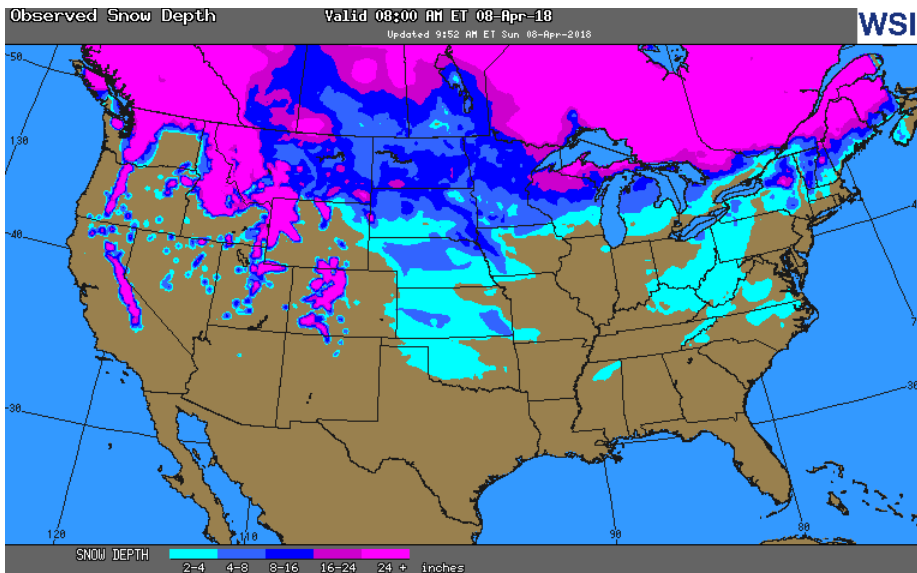 Observed Snow Depth Valid 08:00 AM ET 08-Apr-18
Updated 9:52 AM ET Sun 08-Apr-2018
WSI
-50
130
-40
-30
120
110
90
80
SNOW DEPTH
2-4 4-8 8-16 16-24 24 + inches